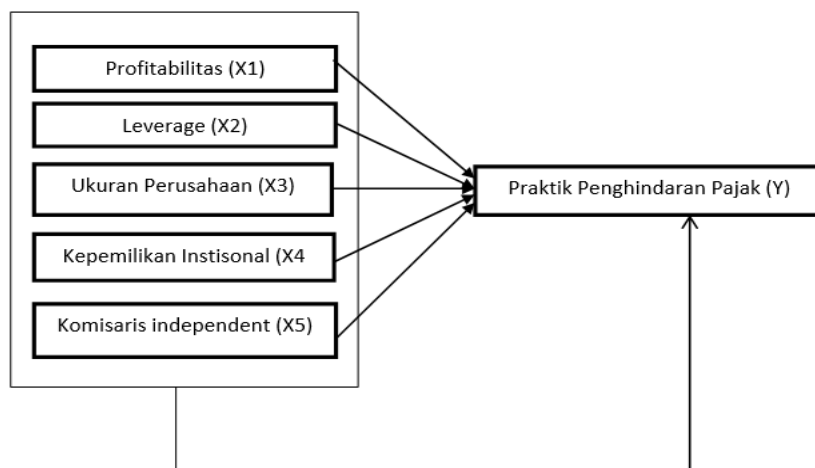 Profitabilitas (X1)
Leverage (X2)
Ukuran Perusahaan (X3)
Praktik Penghindaran Pajak (Y)
Kepemilikan Instisonal (X4
Komisaris independent (X5)